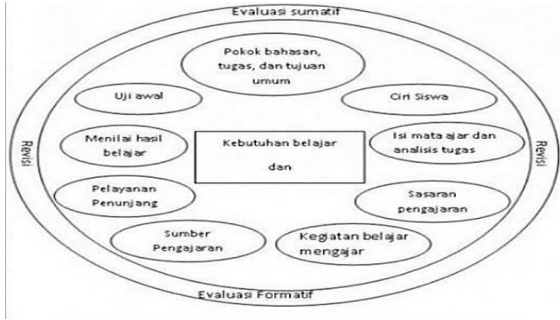 Evaluasi sumatif
Pokok bahasan,
tugas, dan tujuan
umum
Uji awal
Ciri Siswa
Menilai hasil
belajar
Kebutuhan belajar
dan
Isi mata ajar dan
analisis tugas
Revisi
Revisi
Pelayanan
Penunjang
Sasaran
pengajaran
Sumber
Pengajaran
Kegiatan belajar
mengajar
Evaluasi Formatif